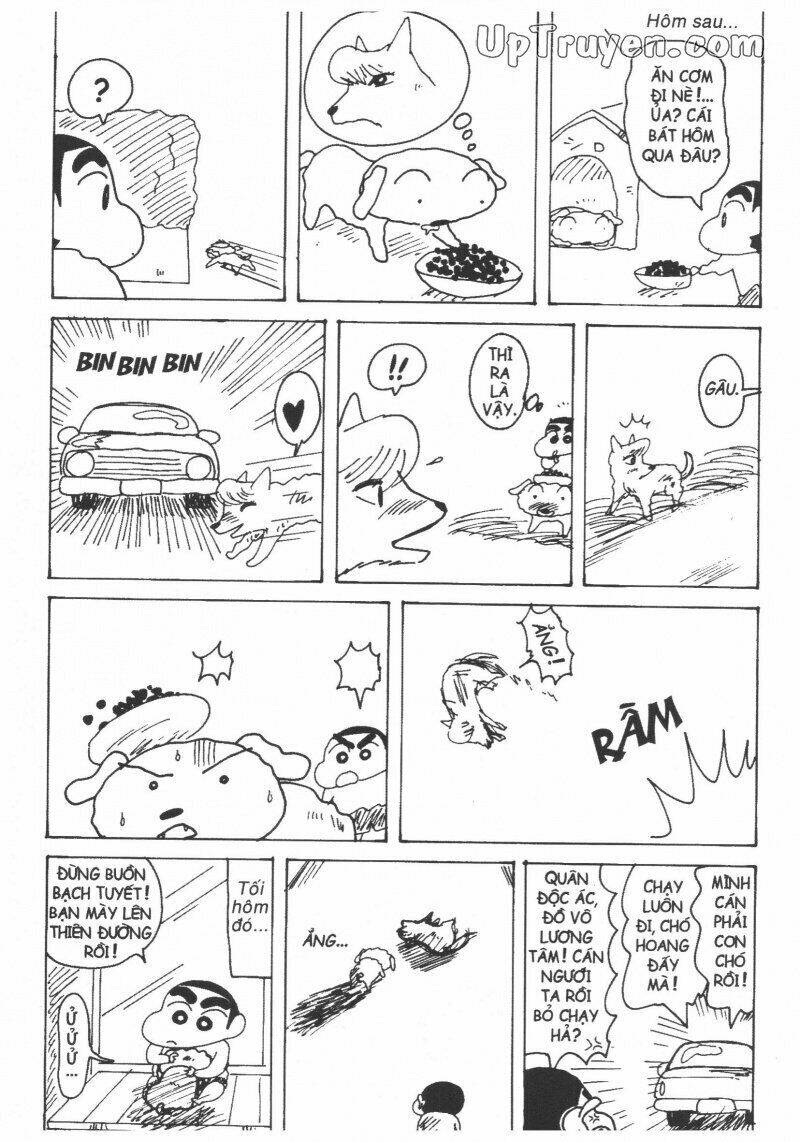 Hôm sau...
UpTruyen.com
ĂN CƠM
ĐI NÈ!...
ỦA? CÁI
BÁT HÔM
QUA ĐÂU?
?
GÂU.
THÌ
RA
LÀ
VẬY.
!!
BIN BIN BIN
ẲNG!
RẦM
MÌNH
CÁN
PHẢI
CON
CHÓ
RỒI!
CHẠY
LUÔN
ĐI, CHÓ
HOANG
ĐẤY
MÀ!
QUÂN
ĐỘC ÁC,
ĐỒ VÔ
LƯƠNG
TÂM! CÁN
NGƯỜI
TA RỒI
BỎ CHẠY
HẢ?
ẲNG...
Tối
hôm
đó...
ĐỪNG BUỒN
BẠCH TUYẾT!
BẠN MÀY LÊN
THIÊN ĐƯỜNG
RỒI!
Ử
Ử
Ử
...